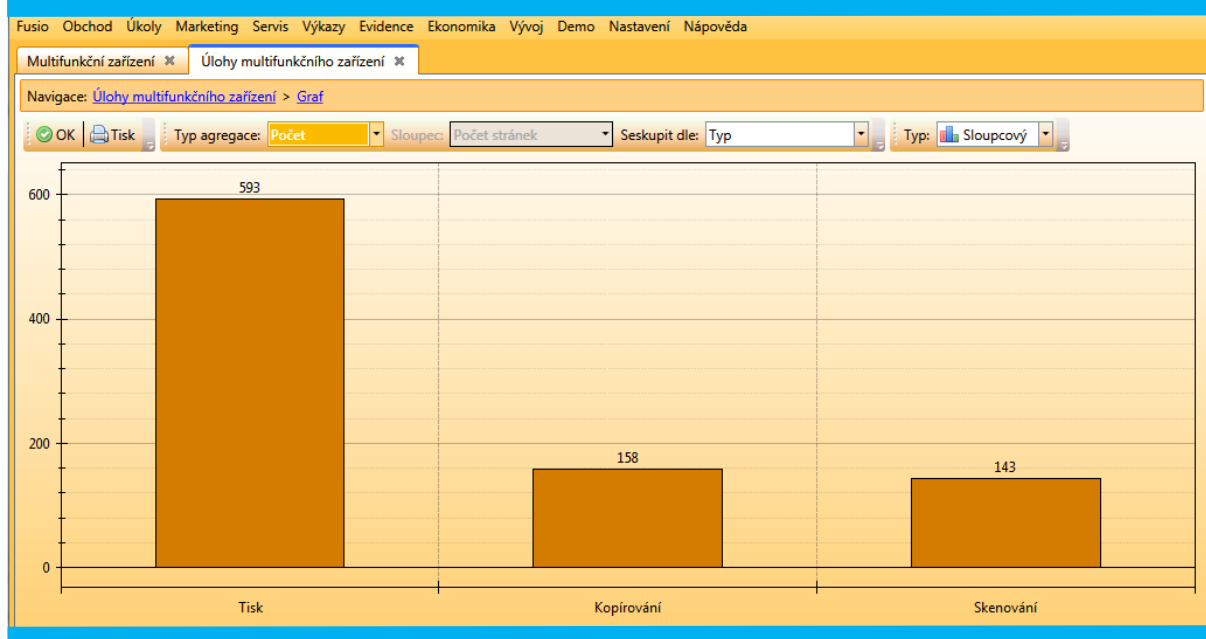 Fusio Obchod Úkoly Marketing Servis Výkazy Evidence Ekonomika Vývoj Demo Nastavení Nápověda
Multifunkční zařízení Úlohy multifunkčního zařízení
Navigace: Úlohy multifunkčního zařízení > Graf
OK Tisk Typ agregace: Počet Sloupec: Počet stránek Seskupit dle: Typ Typ: Sloupcový
600
593
400
200
158
143
0
Tisk Kopírování Skenování